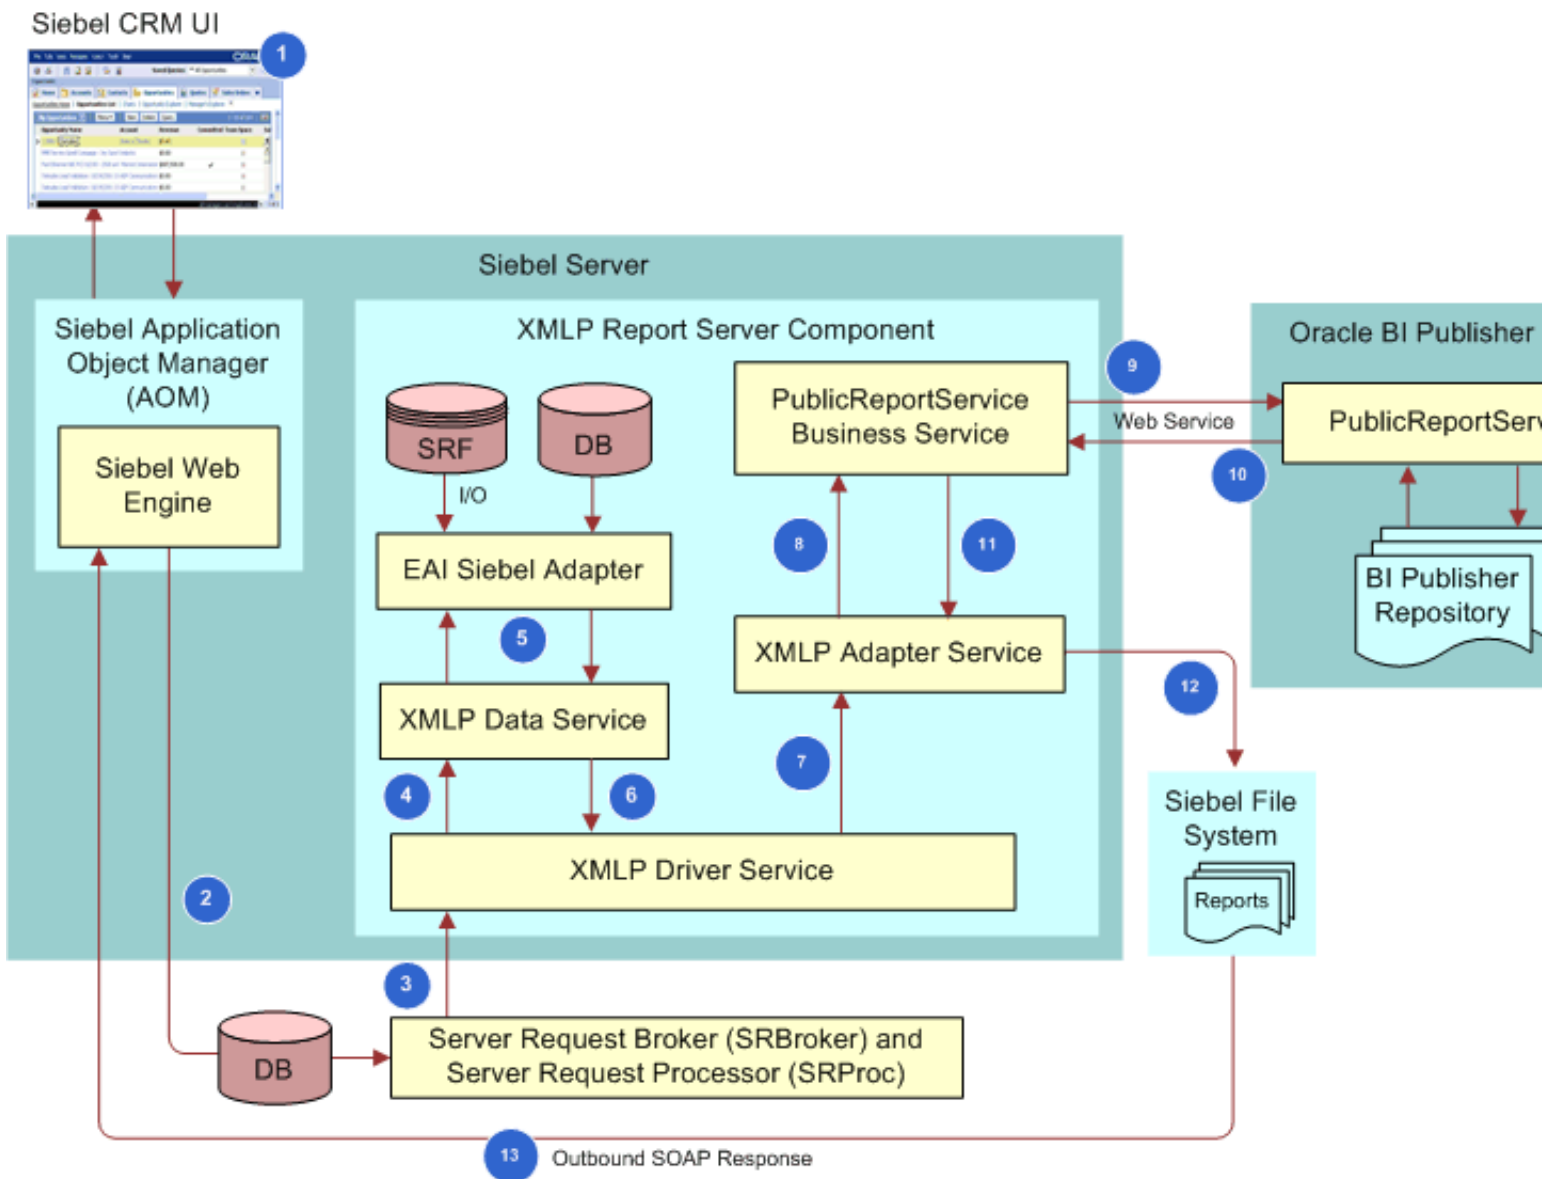 Siebel CRM UI
1
Siebel Server
Siebel Application
Object Manager
(AOM)
Siebel Web
Engine
XMLP Report Server Component
SRF
DB
I/O
EAI Siebel Adapter
5
XMLP Data Service
4
6
XMLP Driver Service
PublicReportService
Business Service
8
11
XMLP Adapter Service
7
9
Web Service
10
Oracle BI Publisher
PublicReportServ
BI Publisher
Repository
12
Siebel File
System
Reports
2
3
DB
Server Request Broker (SRBroker) and
Server Request Processor (SRProc)
13
Outbound SOAP Response